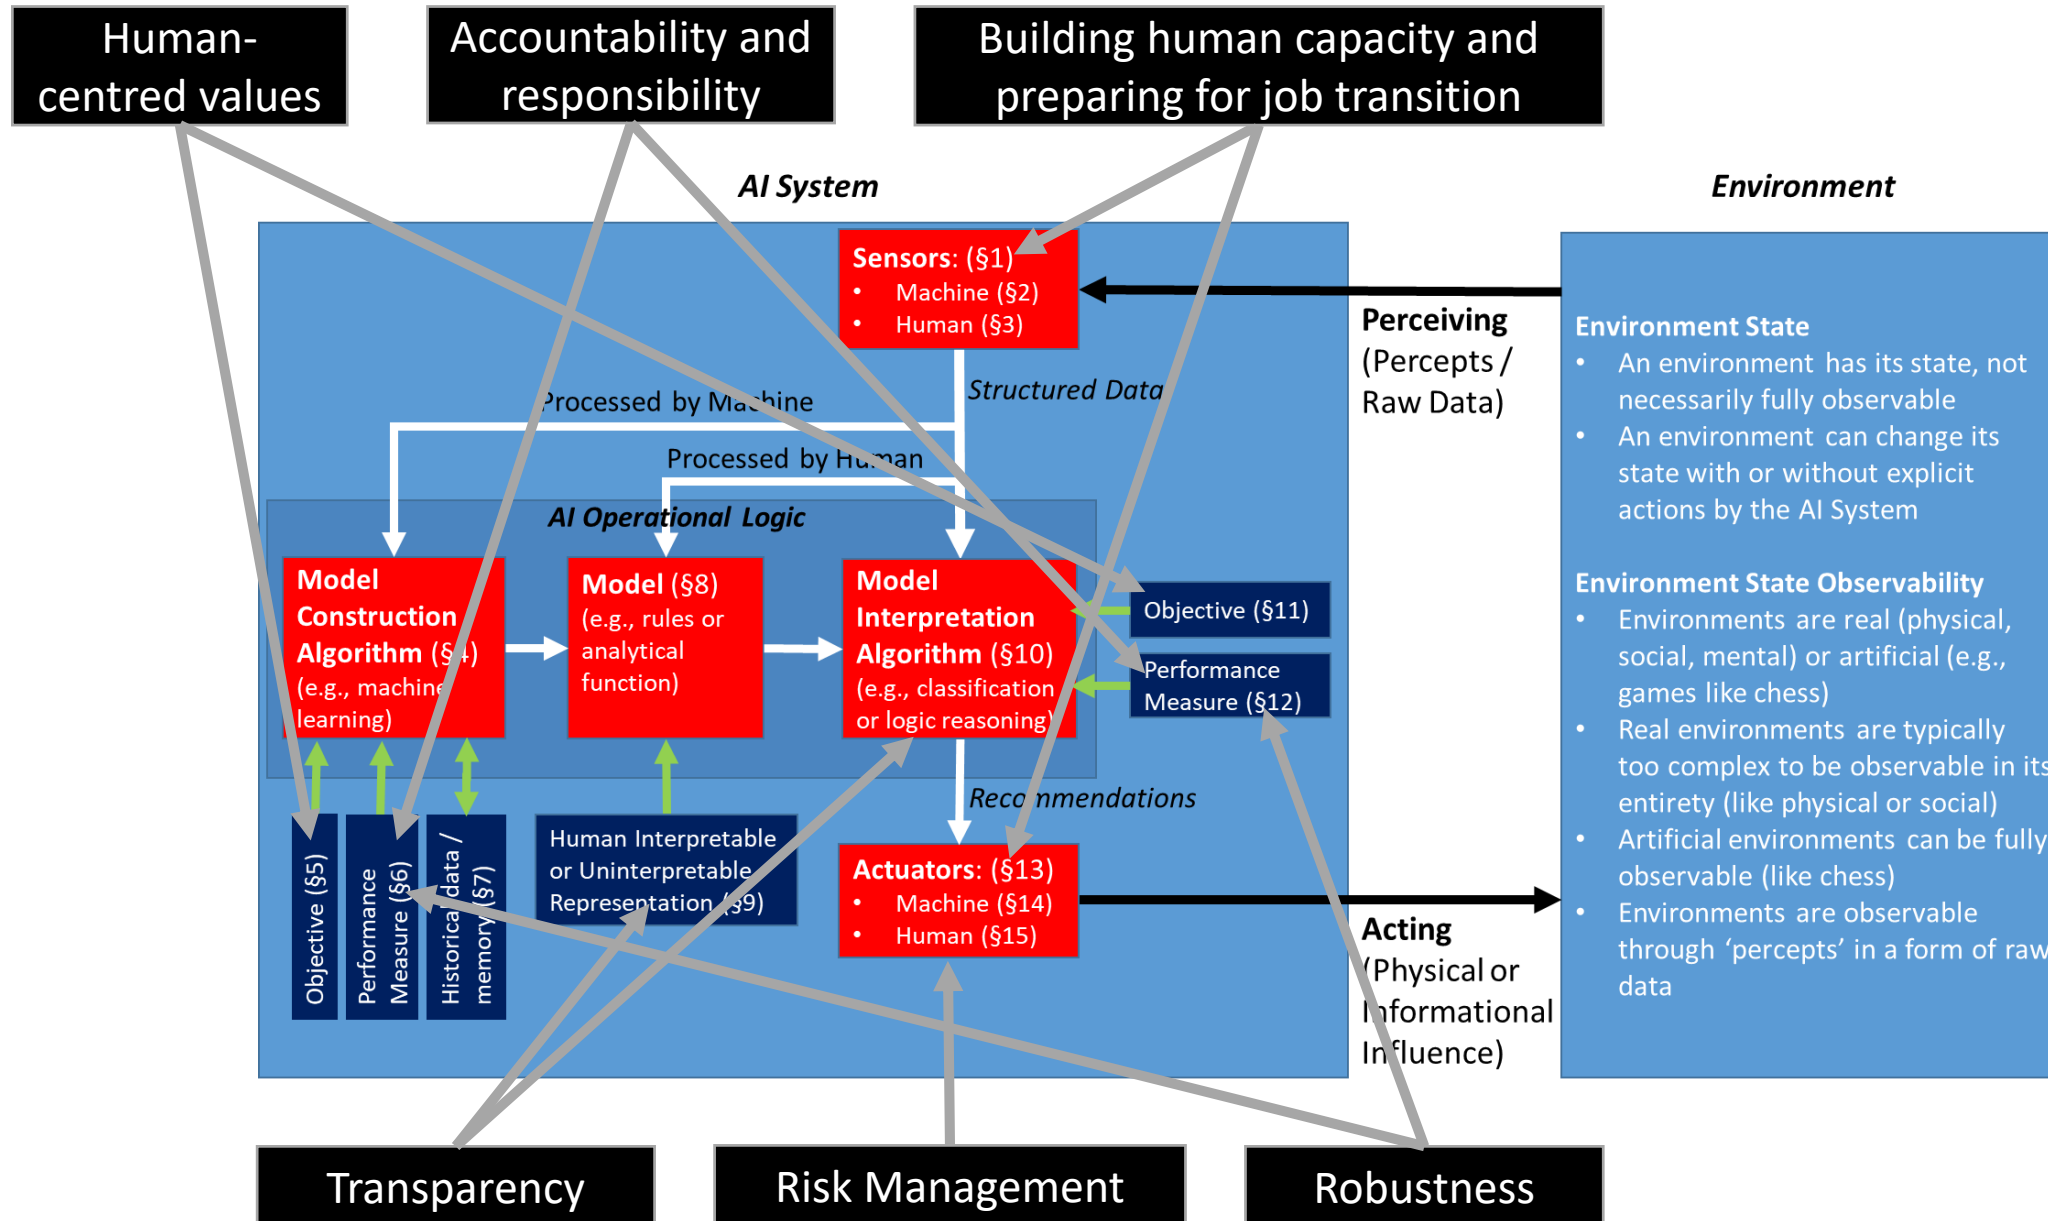 Human-
centred values
Accountability and
responsibility
Building human capacity and
preparing for job transition
AI System
Environment
Sensors: (§1)
• Machine (§2)
• Human (§3)
Perceiving
(Percepts /
Raw Data)
Structured Data
Processed by Machine
Processed by Human
AI Operational Logic
Model
Construction
Algorithm (§4)
(e.g., machine
learning)
Model (§8)
(e.g., rules or
analytical
function)
Model
Interpretation
Algorithm (§10)
(e.g., classification
or logic reasoning)
Objective (§11)
Performance
Measure (§12)
Recommendations
Objective (§5)
Performance
Measure (§6)
Historical data /
memory (§7)
Human Interpretable
or Uninterpretable
Representation (§9)
Actuators: (§13)
• Machine (§14)
• Human (§15)
Acting
(Physical or
Informational
Influence)
Environment State
• An environment has its state, not
necessarily fully observable
• An environment can change its
state with or without explicit
actions by the AI System
Environment State Observability
• Environments are real (physical,
social, mental) or artificial (e.g.,
games like chess)
• Real environments are typically
too complex to be observable in its
entirety (like physical or social)
• Artificial environments can be fully
observable (like chess)
• Environments are observable
through ‘percepts’ in a form of raw
data
Transparency
Risk Management
Robustness